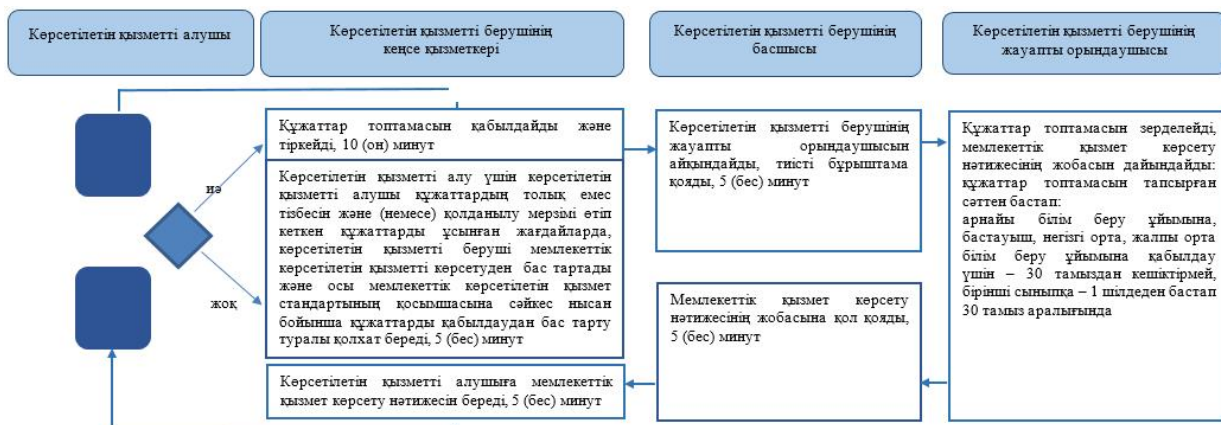 Көрсетілетін қызметті алушы
Көрсетілетін қызметті берушінің
кеңсе қызметкері
Көрсетілетін қызметті берушінің
басшысы
Көрсетілетін қызметті берушінің
жауапты орындаушысы
иә
жоқ
Құжаттар топтамасын қабылдайды және
тіркейді, 10 (он) минут
Көрсетілетін қызметті алу үшін көрсетілетін
қызметті алушы құжаттардың толық емес
тізбесін және (немесе) қолданылу мерзімі өтіп
кеткен құжаттарды ұсынған жағдайларда,
көрсетілетін қызметті беруші мемлекеттік
көрсетілетін қызметті көрсетуден бас тартады
және осы мемлекеттік көрсетілетін қызмет
стандартының қосымшасына сәйкес нысан
бойынша құжаттарды қабылдаудан бас тарту
туралы қолхат береді, 5 (бес) минут
Көрсетілетін қызметті алушыға мемлекеттік
қызмет көрсету нәтижесін береді, 5 (бес) минут
Көрсетілетін қызметті берушінің
жауапты орындаушысын
айқындайды, тиісті бұрыштама
қояды, 5 (бес) минут
Мемлекеттік қызмет көрсету
нәтижесінің жобасына қол қояды,
5 (бес) минут
Құжаттар топтамасын зерделейді,
мемлекеттік қызмет көрсету
нәтижесінің жобасын дайындайды:
құжаттар топтамасын тапсырған
сәттен бастап:
арнайы білім беру ұйымына,
бастауыш, негізгі орта, жалпы орта
білім беру ұйымына қабылдау
үшін – 30 тамыздан кешіктірмей,
бірінші сыныпқа – 1 шілдеден бастап
30 тамыз аралығында